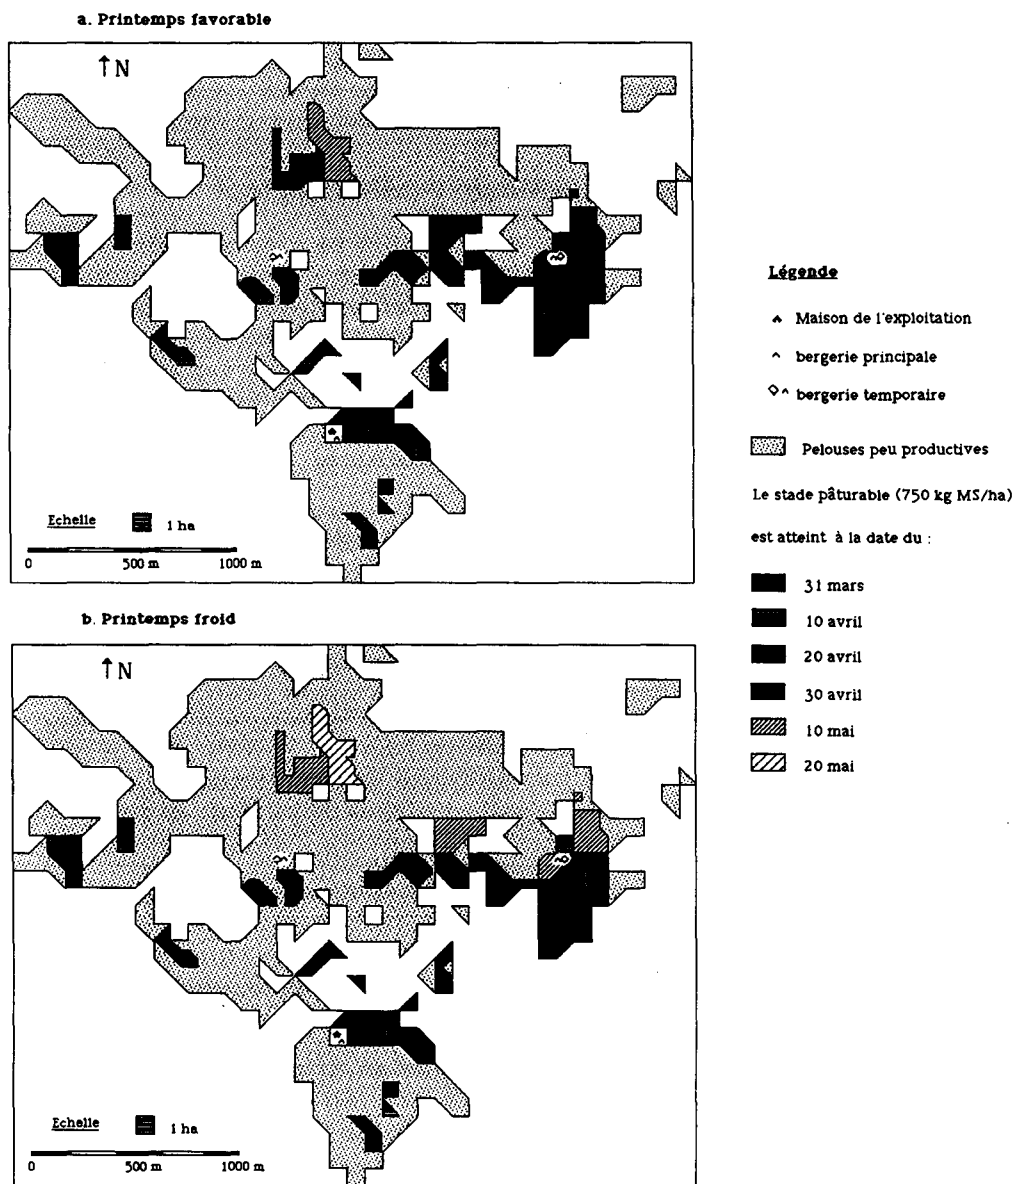 a. Printemps favorable
↑N
Echelle 1 ha
0 500 m 1000 m
Légende
Maison de l'exploitation
bergerie principale
bergerie temporaire
Pelouses peu productives
Le stade pâturable (750 kg MS/ha)
est atteint à la date du :
31 mars
10 avril
20 avril
30 avril
10 mai
20 mai
b. Printemps froid
↑N
Echelle 1 ha
0 500 m 1000 m